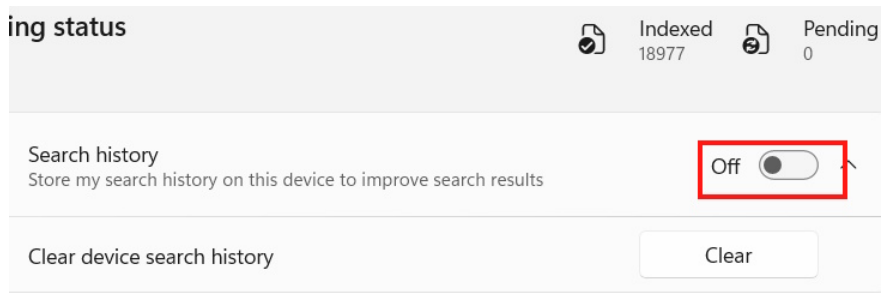 ing status
Indexed
18977
Pending
0
Search history
Store my search history on this device to improve search results
Off
Clear device search history
Clear